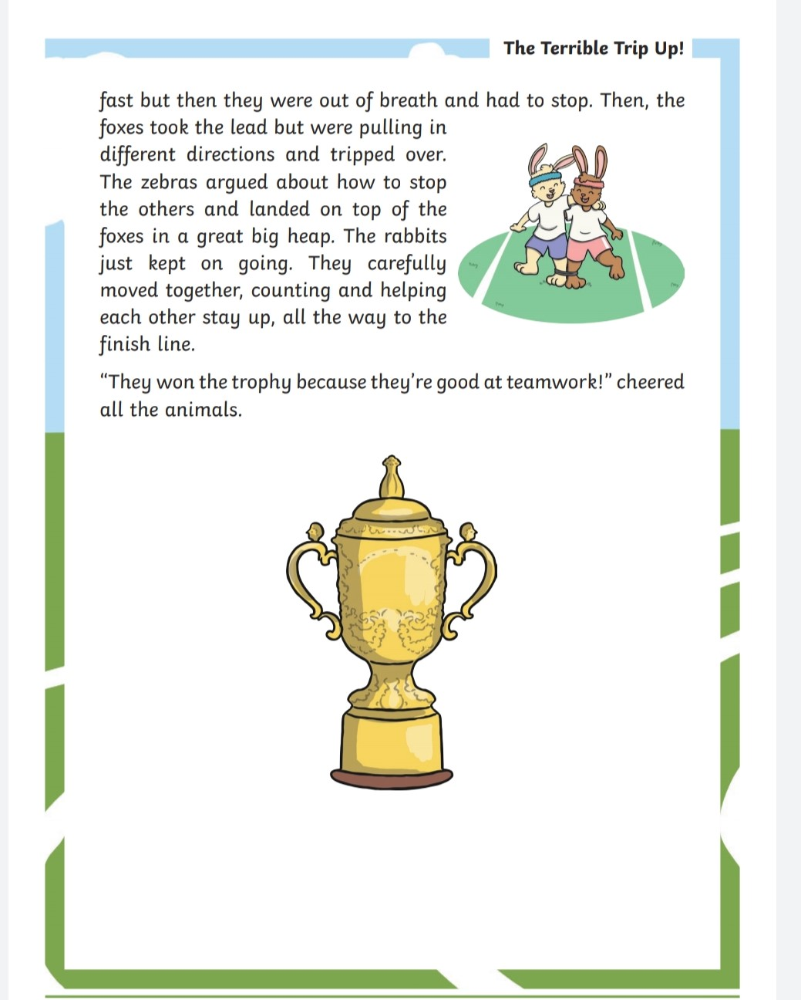 The Terrible Trip Up!
fast but then they were out of breath and had to stop. Then, the
foxes took the lead but were pulling in
different directions and tripped over.
The zebras argued about how to stop
the others and landed on top of the
foxes in a great big heap. The rabbits
just kept on going. They carefully
moved together, counting and helping
each other stay up, all the way to the
finish line.
“They won the trophy because they’re good at teamwork!” cheered
all the animals.